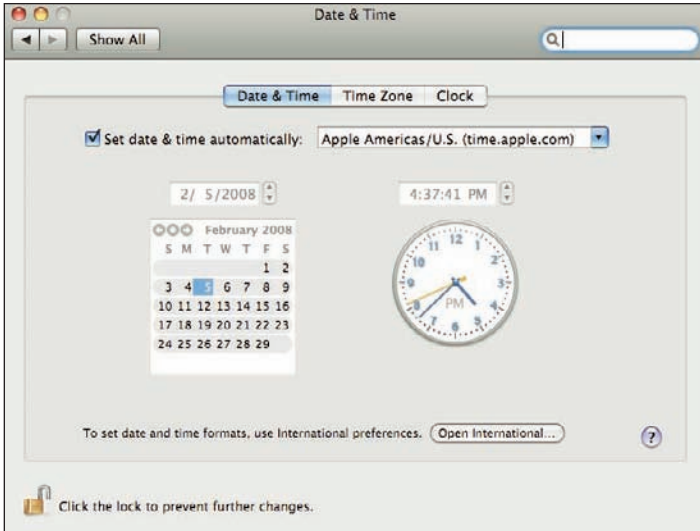 Date & Time
Show All
Date & Time Time Zone Clock
Set date & time automatically: Apple Americas/U.S. (time.apple.com)
2/ 5/2008 4:37:41 PM
February 2008
S M T W T F S
1 2
3 4 5 6 7 8 9
10 11 12 13 14 15 16
17 18 19 20 21 22 23
24 25 26 27 28 29
12
1
2
3
4
5
6
7
8
9
10
11
PM
To set date and time formats, use International preferences. Open International...
?
Click the lock to prevent further changes.